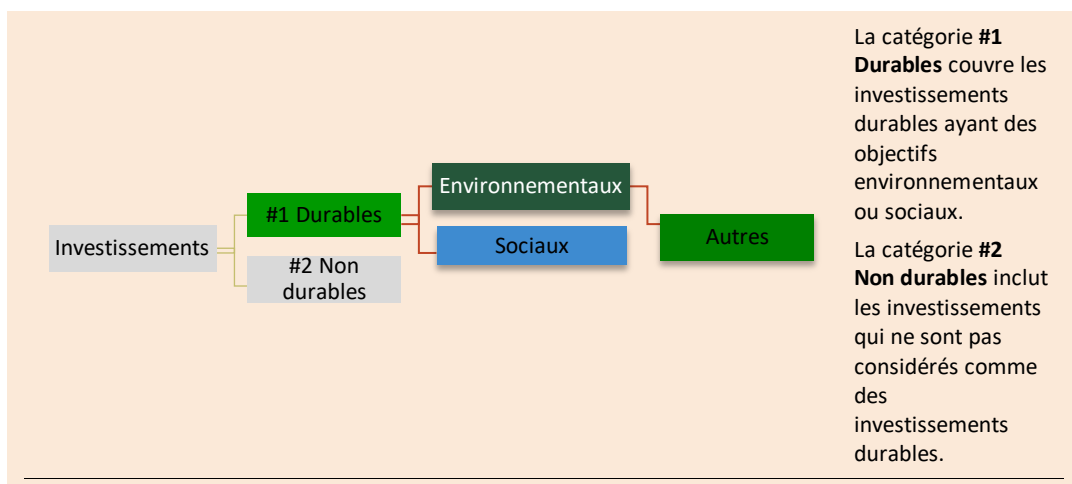 Investissements
#1 Durables
#2 Non
durables
Environnementaux
Sociaux
Autres
La catégorie #1
Durables couvre les
investissements
durables ayant des
objectifs
environnementaux
ou sociaux.
La catégorie #2
Non durables inclut
les investissements
qui ne sont pas
considérés comme
des
investissements
durables.